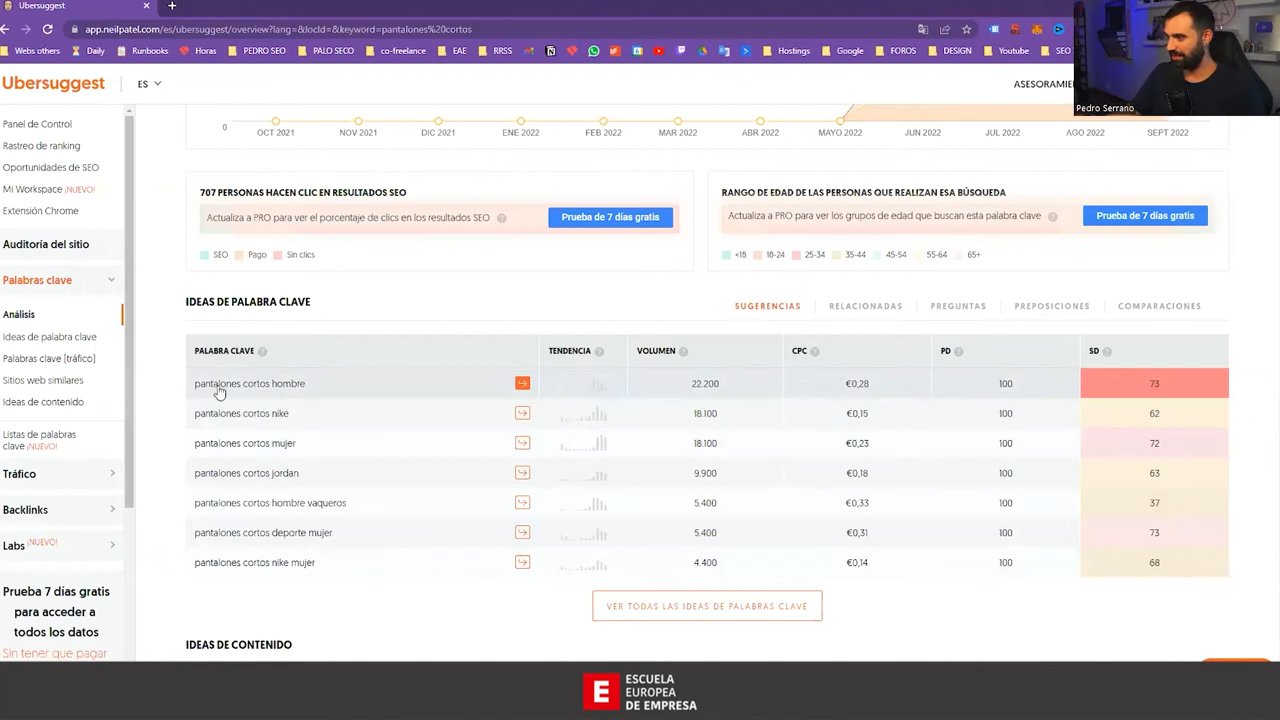 Ubersuggest
app.neilpatel.com/es/ubersuggest/overview?lang=&locId=&keyword=pantalones%20cortos
Webs others
Daily
Runbooks
Horas
PEDRO SEO
PALO SECO
co-freelance
EAE
RRSS
Hostings
Google
FOROS
DESIGN
Youtube
SEO
Pedro Serrano
Ubersuggest
ES
ASESORAMIE
Panel de Control
Rastreo de ranking
Oportunidades de SEO
Mi Workspace ¡NUEVO!
Extensión Chrome
Auditoría del sitio
Palabras clave
Análisis
Ideas de palabra clave
Palabras clave (tráfico)
Sitios web similares
Ideas de contenido
Listas de palabras
clave ¡NUEVO!
Tráfico
Backlinks
Labs ¡NUEVO!
Prueba 7 días gratis
para acceder a
todos los datos
Sin tener que pagar
0
OCT 2021 NOV 2021 DIC 2021 ENE 2022 FEB 2022 MAR 2022 ABR 2022 MAYO 2022 JUN 2022 JUL 2022 AGO 2022 SEPT 2022
707 PERSONAS HACEN CLIC EN RESULTADOS SEO
Actualiza a PRO para ver el porcentaje de clics en los resultados SEO ?
Prueba de 7 días gratis
SEO Pago Sin clics
RANGO DE EDAD DE LAS PERSONAS QUE REALIZAN ESA BÚSQUEDA
Actualiza a PRO para ver los grupos de edad que buscan esta palabra clave ?
Prueba de 7 días gratis
<18 18-24 25-34 35-44 45-54 55-64 65+
IDEAS DE PALABRA CLAVE
SUGERENCIAS RELACIONADAS PREGUNTAS PREPOSICIONES COMPARACIONES
PALABRA CLAVE ? TENDENCIA ? VOLUMEN ? CPC ? PD ? SD ?
pantalones cortos hombre 22.200 €0,28 100 73
pantalones cortos nike 18.100 €0,15 100 62
pantalones cortos mujer 18.100 €0,23 100 72
pantalones cortos jordan 9.900 €0,18 100 63
pantalones cortos hombre vaqueros 5.400 €0,33 100 37
pantalones cortos deporte mujer 5.400 €0,31 100 73
pantalones cortos nike mujer 4.400 €0,14 100 68
VER TODAS LAS IDEAS DE PALABRAS CLAVE
IDEAS DE CONTENIDO
E
ESCUELA
EUROPEA
DE EMPRESA